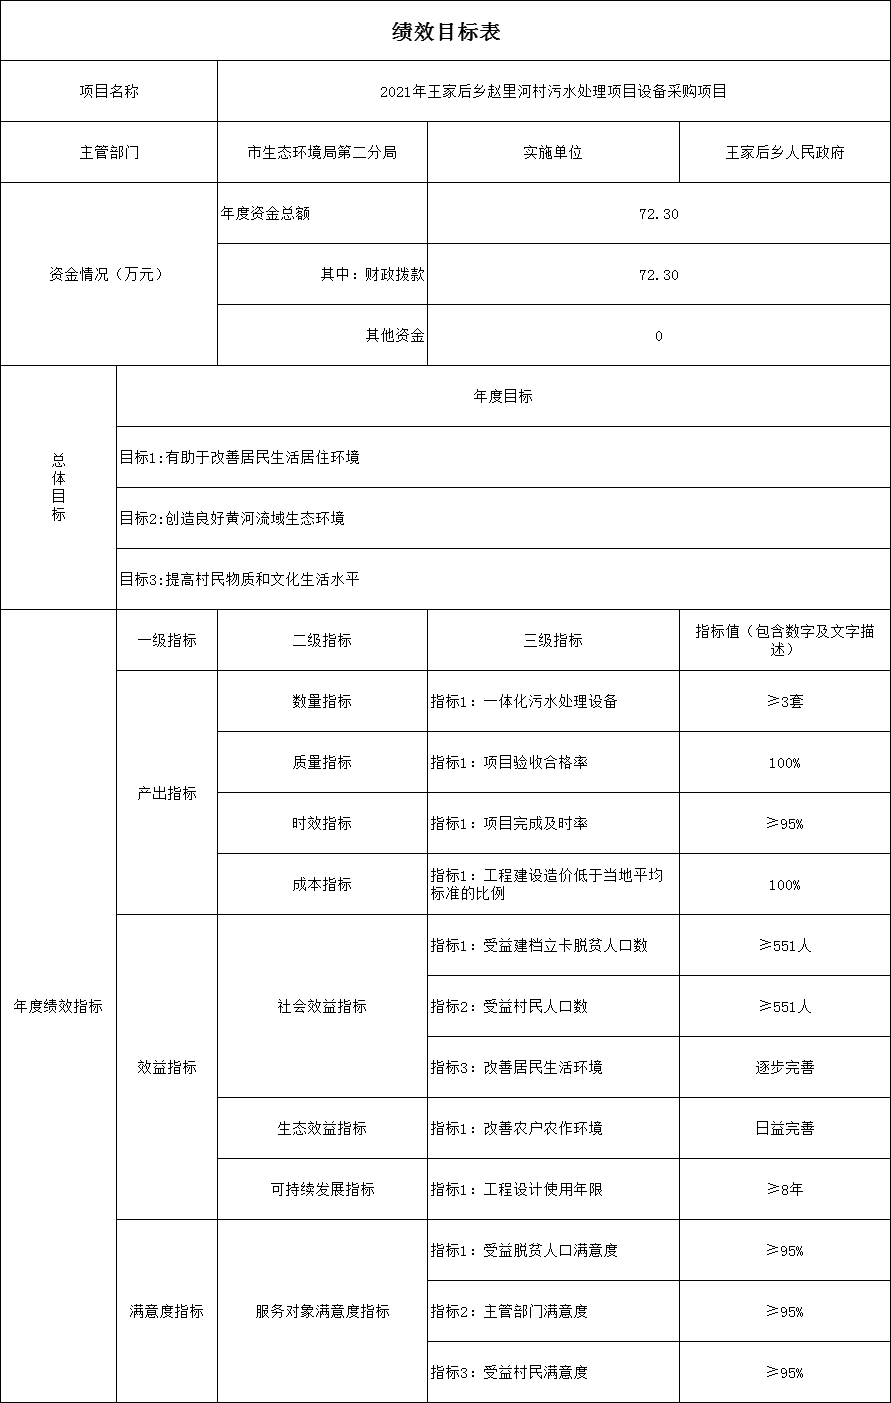 绩效目标表
项目名称
2021年王家后乡赵里河村污水处理项目设备采购项目
主管部门
市生态环境局第二分局
实施单位
王家后乡人民政府
资金情况（万元）
年度资金总额
72.30
其中：财政拨款
72.30
其他资金
0
总体目标
年度目标
目标1:有助于改善居民生活居住环境
目标2:创造良好黄河流域生态环境
目标3:提高村民物质和文化生活水平
年度绩效指标
一级指标
二级指标
三级指标
指标值（包含数字及文字描
述）
产出指标
数量指标
指标1：一体化污水处理设备
≥3套
质量指标
指标1：项目验收合格率
100%
时效指标
指标1：项目完成及时率
≥95%
成本指标
指标1：工程建设造价低于当地平均
标准的比例
100%
效益指标
社会效益指标
指标1：受益建档立卡脱贫人口数
≥551人
指标2：受益村民人口数
≥551人
指标3：改善居民生活环境
逐步完善
生态效益指标
指标1：改善农户农作环境
日益完善
可持续发展指标
指标1：工程设计使用年限
≥8年
满意度指标
服务对象满意度指标
指标1：受益脱贫人口满意度
≥95%
指标2：主管部门满意度
≥95%
指标3：受益村民满意度
≥95%